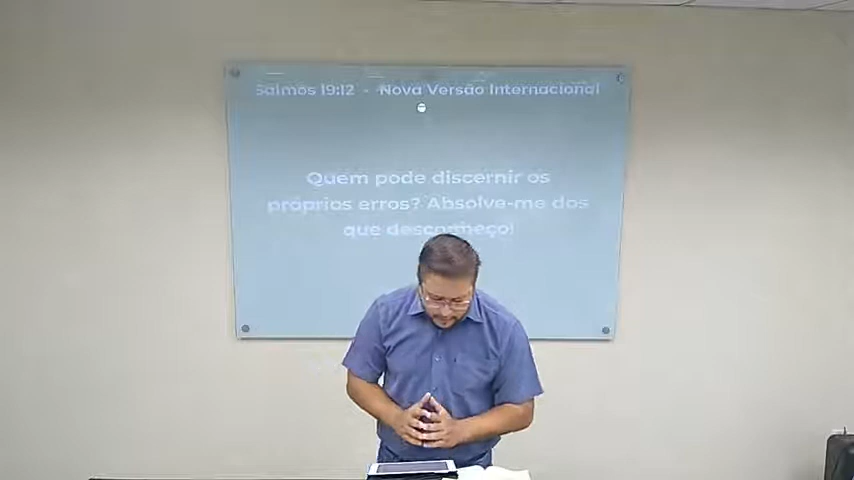 Salmos 19:12 - Nova Versão Internacional
Quem pode discernir os
próprios erros? Absolve-me dos
que desconheço!